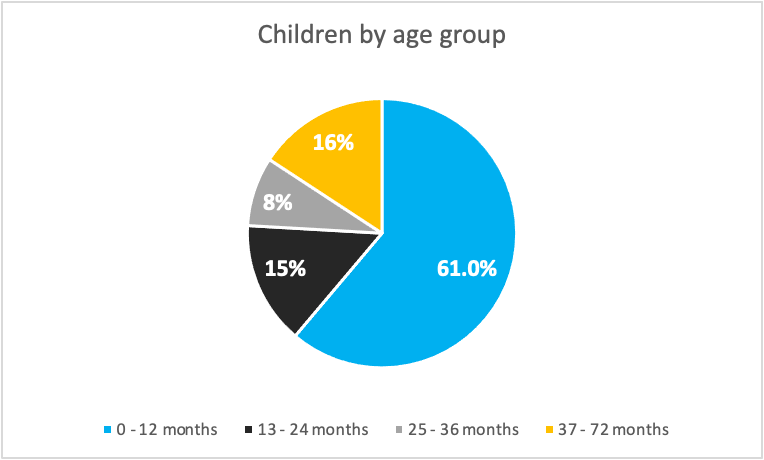 Children by age group
16%
8%
15%
61.0%
0 - 12 months 13 - 24 months 25 - 36 months 37 - 72 months